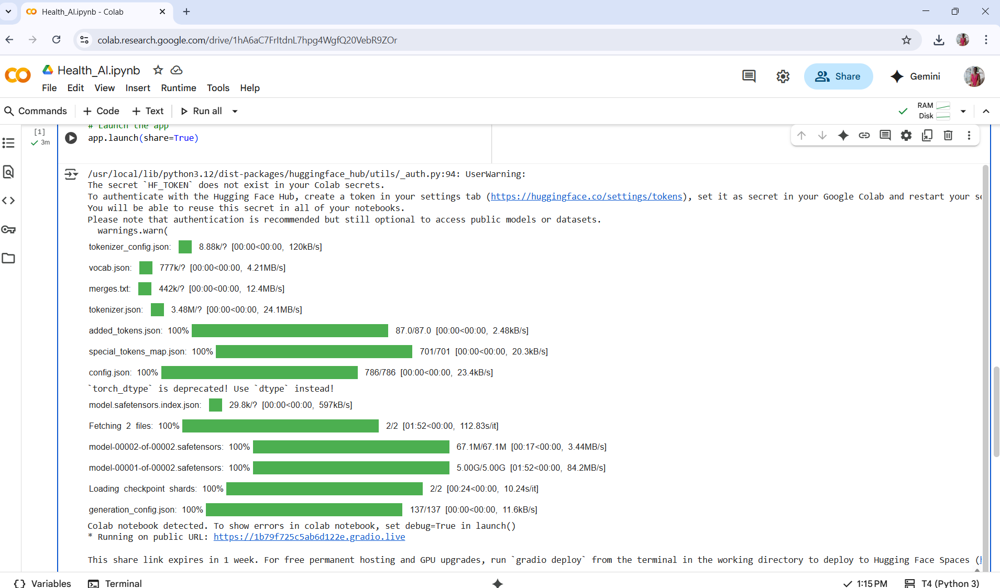 Health_AI.ipynb - Colab
colab.research.google.com/drive/1hA6aC7FrItdnL7hpg4WgfQ20VebR9ZOr
Health_AI.ipynb
File Edit View Insert Runtime Tools Help
Share
Gemini
Commands + Code + Text Run all
RAM
Disk
[1]
3m
# Launch the app
app.launch(share=True)
/usr/local/lib/python3.12/dist-packages/huggingface_hub/utils/_auth.py:94: UserWarning:
The secret `HF_TOKEN` does not exist in your Colab secrets.
To authenticate with the Hugging Face Hub, create a token in your settings tab (https://huggingface.co/settings/tokens), set it as secret in your Google Colab and restart your se
You will be able to reuse this secret in all of your notebooks.
Please note that authentication is recommended but still optional to access public models or datasets.
warnings.warn(
tokenizer_config.json: 8.88k/? [00:00<00:00, 120kB/s]
vocab.json: 777k/? [00:00<00:00, 4.21MB/s]
merges.txt: 442k/? [00:00<00:00, 12.4MB/s]
tokenizer.json: 3.48M/? [00:00<00:00, 24.1MB/s]
added_tokens.json: 100% 87.0/87.0 [00:00<00:00, 2.48kB/s]
special_tokens_map.json: 100% 701/701 [00:00<00:00, 20.3kB/s]
config.json: 100% 786/786 [00:00<00:00, 23.4kB/s]
`torch_dtype` is deprecated! Use `dtype` instead!
model.safetensors.index.json: 29.8k/? [00:00<00:00, 597kB/s]
Fetching 2 files: 100% 2/2 [01:52<00:00, 112.83s/it]
model-00002-of-00002.safetensors: 100% 67.1M/67.1M [00:17<00:00, 3.44MB/s]
model-00001-of-00002.safetensors: 100% 5.00G/5.00G [01:52<00:00, 84.2MB/s]
Loading checkpoint shards: 100% 2/2 [00:24<00:00, 10.24s/it]
generation_config.json: 100% 137/137 [00:00<00:00, 11.6kB/s]
Colab notebook detected. To show errors in colab notebook, set debug=True in launch()
* Running on public URL: https://1b79f725c5ab6d122e.gradio.live
This share link expires in 1 week. For free permanent hosting and GPU upgrades, run `gradio deploy` from the terminal in the working directory to deploy to Hugging Face Spaces (
Variables Terminal
1:15 PM T4 (Python 3)